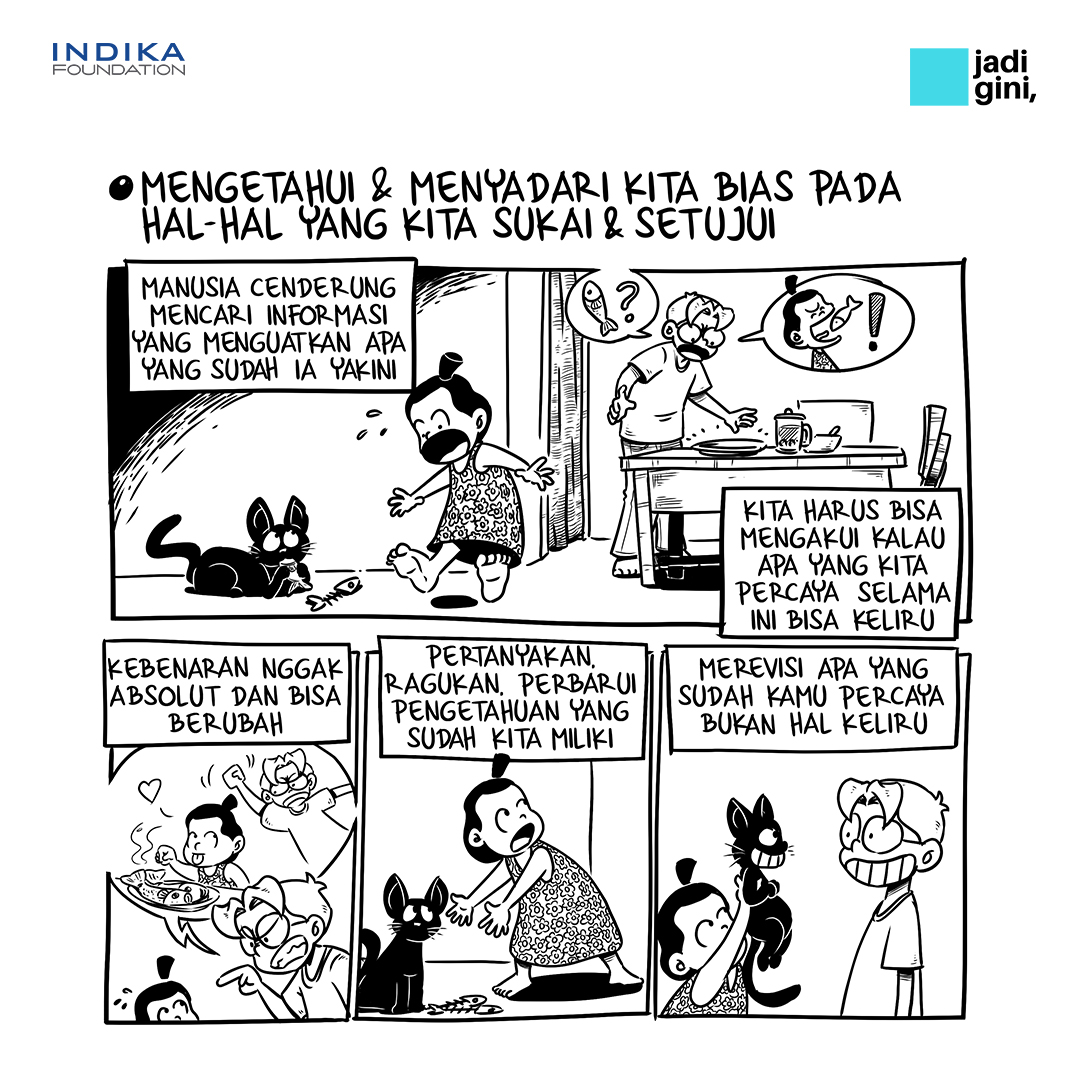 INDIKA
FOUNDATION
jadi
gini,
MENGETAHUI & MENYADARI KITA BIAS PADA
HAL-HAL YANG KITA SUKAI & SETUJUI
MANUSIA CENDERUNG
MENCARI INFORMASI
YANG MENGUATKAN APA
YANG SUDAH IA YAKINI
?
!
KITA HARUS BISA
MENGAKUI KALAU
APA YANG KITA
PERCAYA SELAMA
INI BISA KELIRU
KEBENARAN NGGAK
ABSOLUT DAN BISA
BERUBAH
PERTANYAKAN,
RAGUKAN, PERBARUI
PENGETAHUAN YANG
SUDAH KITA MILIKI
MEREVISI APA YANG
SUDAH KAMU PERCAYA
BUKAN HAL KELIRU